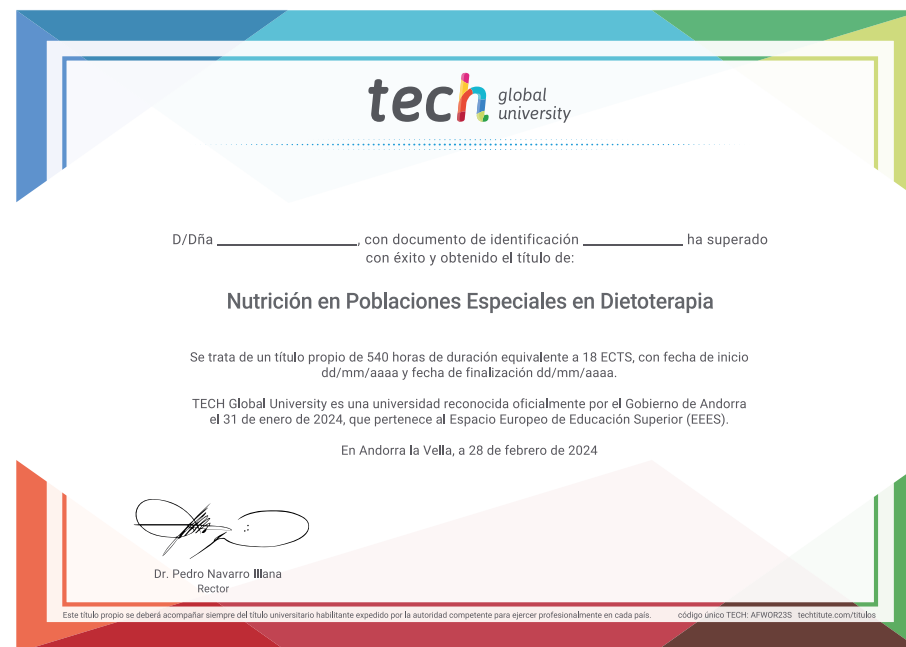 tech global
university
D/Dña ____________________, con documento de identificación ______________ ha superado
con éxito y obtenido el título de:
Nutrición en Poblaciones Especiales en Dietoterapia
Se trata de un título propio de 540 horas de duración equivalente a 18 ECTS, con fecha de inicio
dd/mm/aaaa y fecha de finalización dd/mm/aaaa.
TECH Global University es una universidad reconocida oficialmente por el Gobierno de Andorra
el 31 de enero de 2024, que pertenece al Espacio Europeo de Educación Superior (EEES).
En Andorra la Vella, a 28 de febrero de 2024
Dr. Pedro Navarro Illana
Rector
Este título propio se deberá acompañar siempre del título universitario habilitante expedido por la autoridad competente para ejercer profesionalmente en cada país. código único TECH: AFWOR23S techtitute.com/titulos